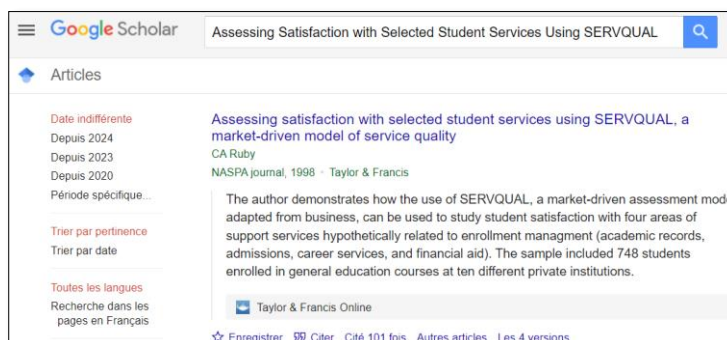 Google Scholar
Assessing Satisfaction with Selected Student Services Using SERVQUAL
Articles
Date indifférente
Depuis 2024
Depuis 2023
Depuis 2020
Période spécifique...
Trier par pertinence
Trier par date
Toutes les langues
Recherche dans les
pages en Français
Assessing satisfaction with selected student services using SERVQUAL, a
market-driven model of service quality
CA Ruby
NASPA journal, 1998 · Taylor & Francis
The author demonstrates how the use of SERVQUAL, a market-driven assessment mod
adapted from business, can be used to study student satisfaction with four areas of
support services hypothetically related to enrollment managment (academic records,
admissions, career services, and financial aid). The sample included 748 students
enrolled in general education courses at ten different private institutions.
Taylor & Francis Online
Enregistrer Citer Cité 101 fois Autres articles Les 4 versions